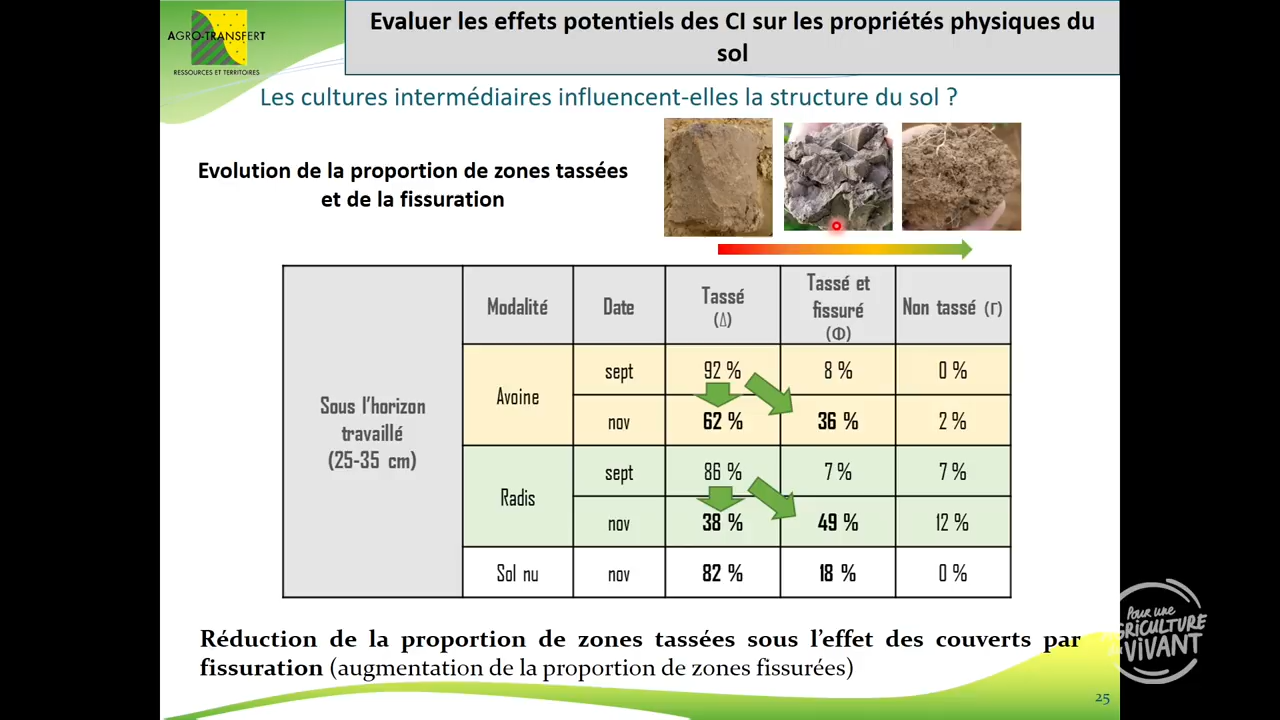 AGRO-TRANSFERT
RESSOURCES ET TERRITOIRES
Evaluer les effets potentiels des CI sur les propriétés physiques du
sol
Les cultures intermédiaires influencent-elles la structure du sol ?
Evolution de la proportion de zones tassées
et de la fissuration
Modalité
Date
Tassé
(Δ)
Tassé et
fissuré
(Φ)
Non tassé (Γ)
Sous l'horizon
travaillé
(25-35 cm)
Avoine
sept
92 %
8 %
0 %
nov
62 %
36 %
2 %
Radis
sept
86 %
7 %
7 %
nov
38 %
49 %
12 %
Sol nu
nov
82 %
18 %
0 %
Réduction de la proportion de zones tassées sous l'effet des couverts par
fissuration (augmentation de la proportion de zones fissurées)
Pour une
AGRICULTURE
du VIVANT
25